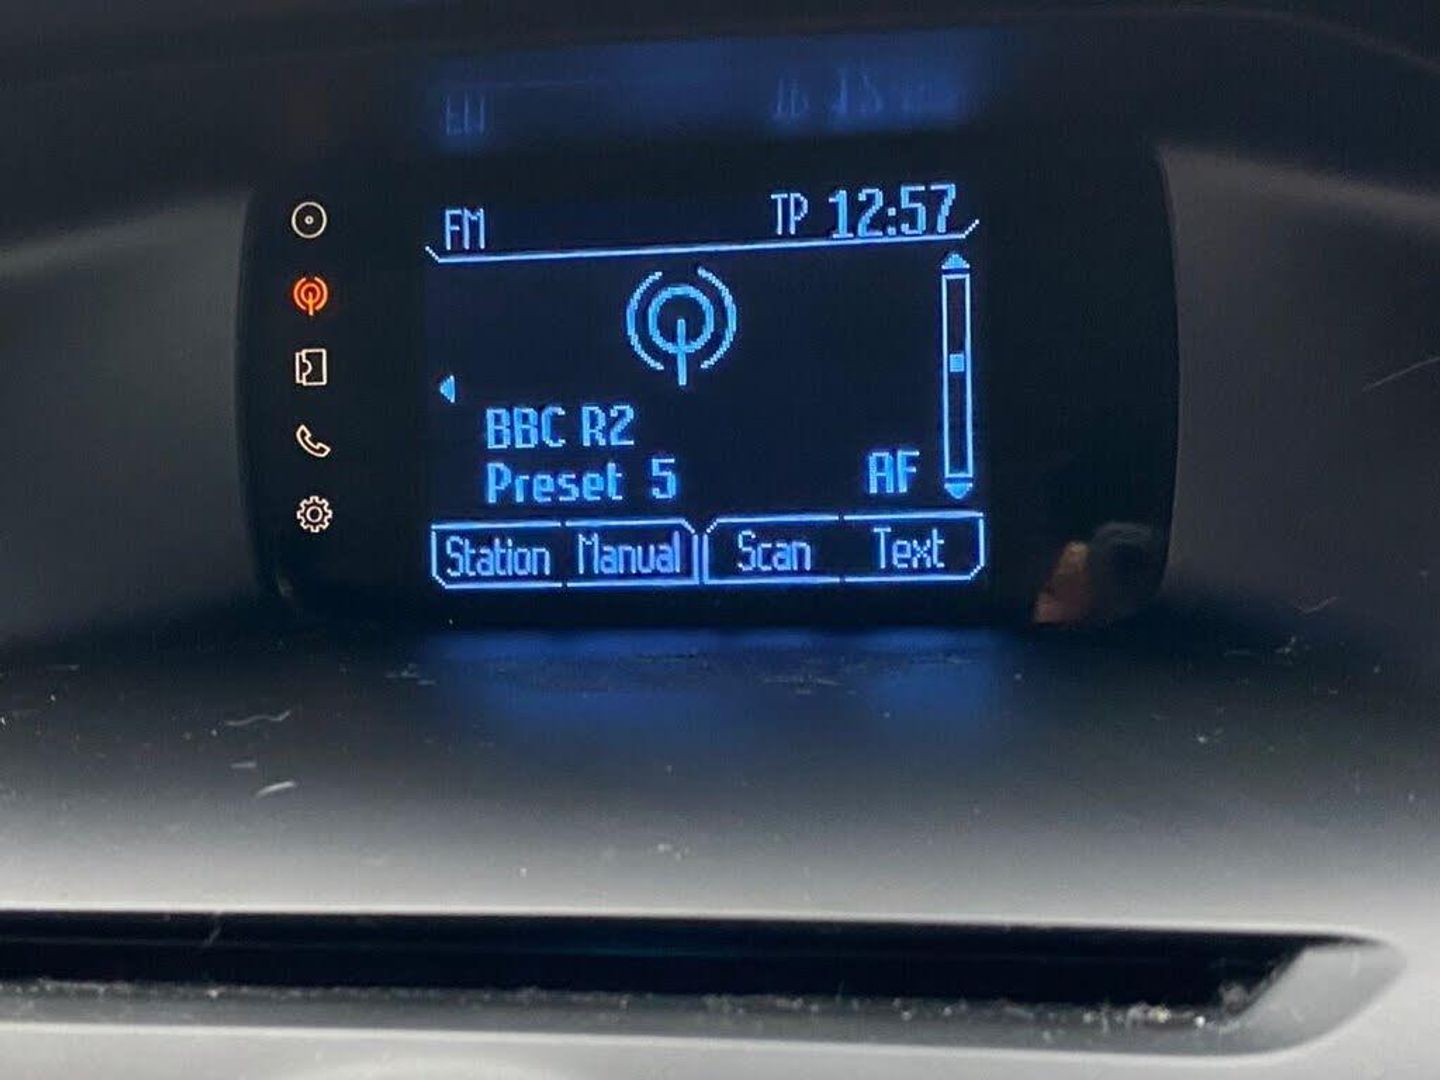 FM TP 12:57
BBC R2
Preset 5 AF
Station Manual Scan Text